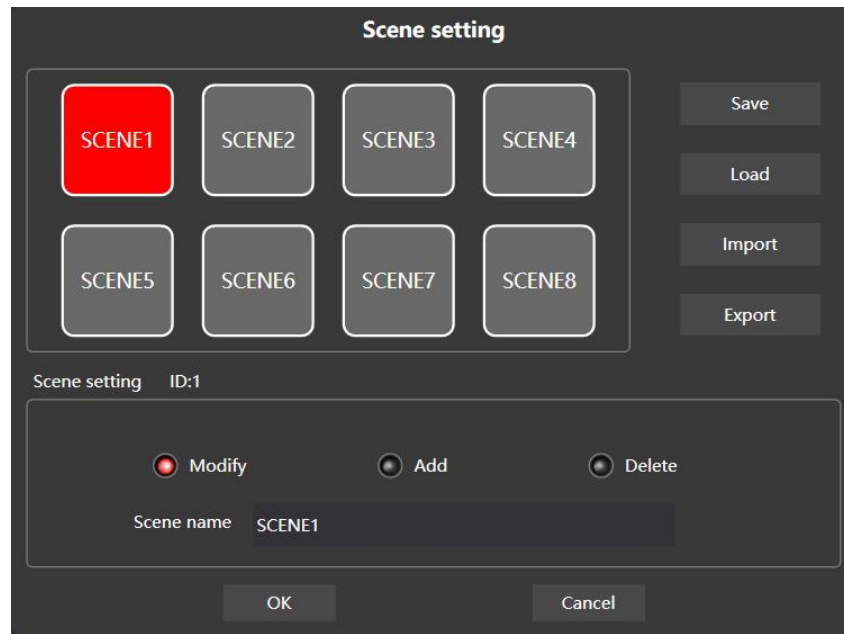 Scene setting
SCENE1 SCENE2 SCENE3 SCENE4
SCENE5 SCENE6 SCENE7 SCENE8
Save
Load
Import
Export
Scene setting ID:1
Modify Add Delete
Scene name SCENE1
OK Cancel